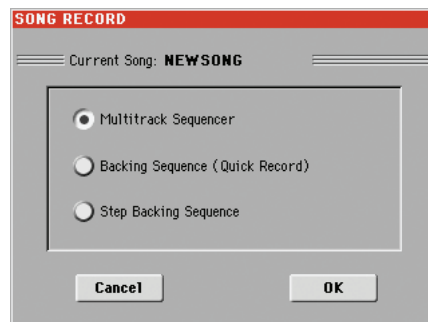 SONG RECORD
Current Song: NEWSONG
Multitrack Sequencer
Backing Sequence (Quick Record)
Step Backing Sequence
Cancel OK